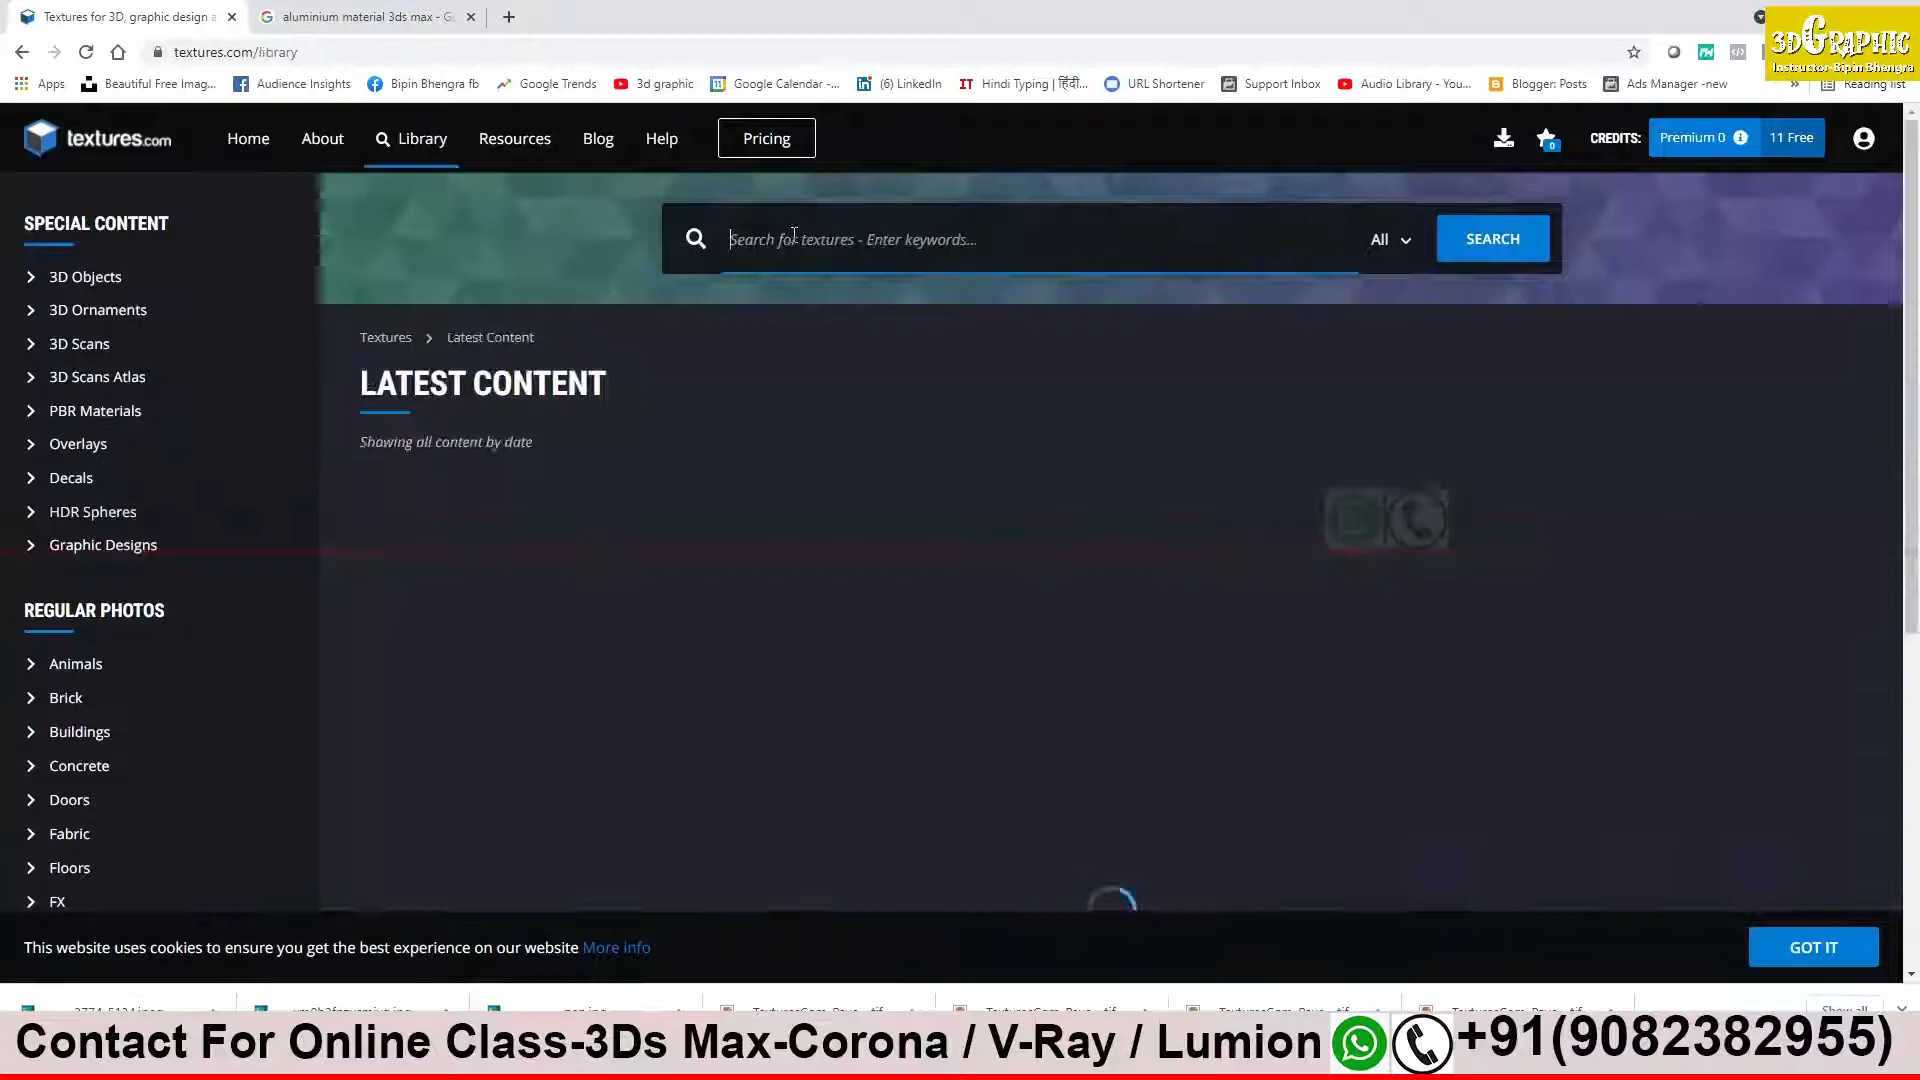 Textures for 3D, graphic design a
aluminium material 3ds max - G
3DGRAPHIC
Instructor-Bipin Bhengra
textures.com/library
Apps
Beautiful Free Imag...
Audience Insights
Bipin Bhengra fb
Google Trends
3d graphic
Google Calendar -...
(6) LinkedIn
Hindi Typing | हिंदी...
URL Shortener
Support Inbox
Audio Library - You...
Blogger: Posts
Ads Manager -new
»
Reading list
textures.com
Home
About
Library
Resources
Blog
Help
Pricing
0
CREDITS:
Premium 0
11 Free
SPECIAL CONTENT
3D Objects
3D Ornaments
3D Scans
3D Scans Atlas
PBR Materials
Overlays
Decals
HDR Spheres
Graphic Designs
REGULAR PHOTOS
Animals
Brick
Buildings
Concrete
Doors
Fabric
Floors
FX
Search for textures - Enter keywords...
All
SEARCH
Textures > Latest Content
LATEST CONTENT
Showing all content by date
This website uses cookies to ensure you get the best experience on our website More info
GOT IT
Show all
Contact For Online Class-3Ds Max-Corona / V-Ray / Lumion +91(9082382955)